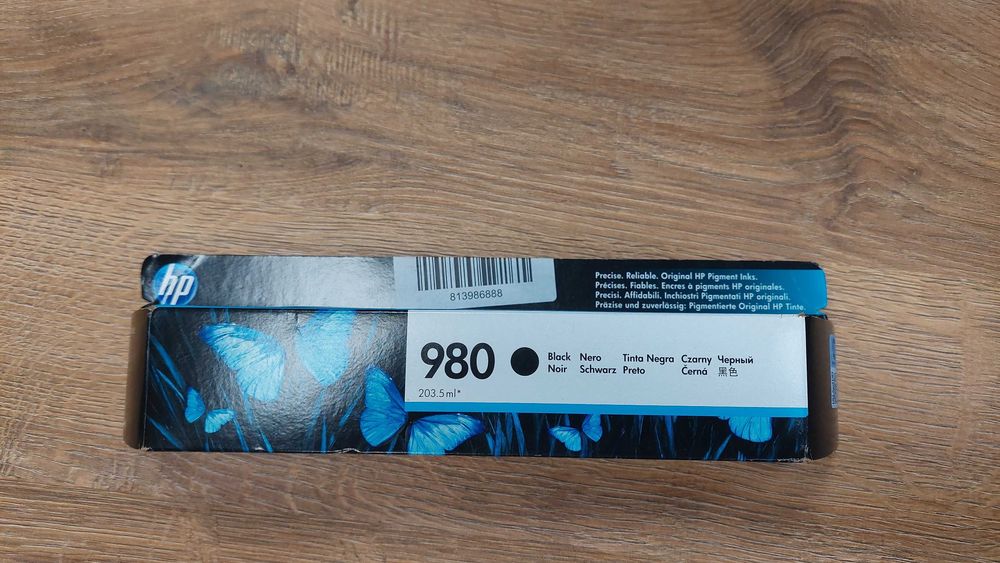 hp
813986888
Precise. Reliable. Original HP Pigment Inks.
Précises. Fiables. Encres à pigments HP originales.
Precisi. Affidabili. Inchiostri Pigmentati HP originali.
Präzise und zuverlässig: Pigmentierte Original HP Tinte.
980
Black Nero Tinta Negra Czarny Черный
Noir Schwarz Preto Černá 黑色
203.5 ml*